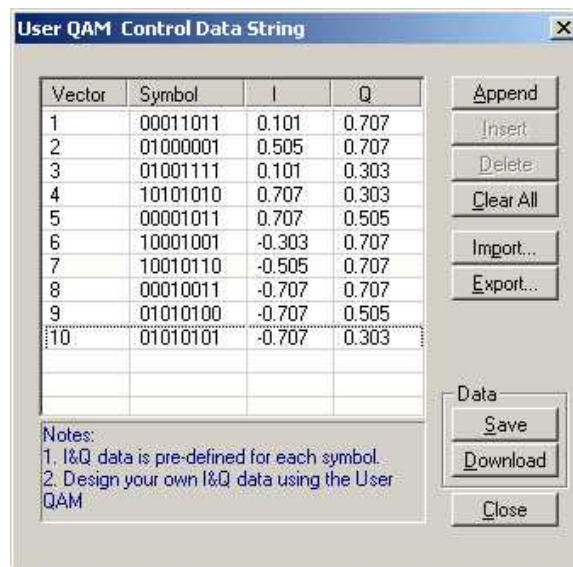 User QAM Control Data String
Vector Symbol I Q
1 00011011 0.101 0.707
2 01000001 0.505 0.707
3 01001111 0.101 0.303
4 10101010 0.707 0.303
5 00001011 0.707 0.505
6 10001001 -0.303 0.707
7 10010110 -0.505 0.707
8 00010011 -0.707 0.707
9 01010100 -0.707 0.505
10 01010101 -0.707 0.303
Notes:
1. I&Q data is pre-defined for each symbol.
2. Design your own I&Q data using the User
QAM
Append
Insert
Delete
Clear All
Import...
Export...
Data
Save
Download
Close